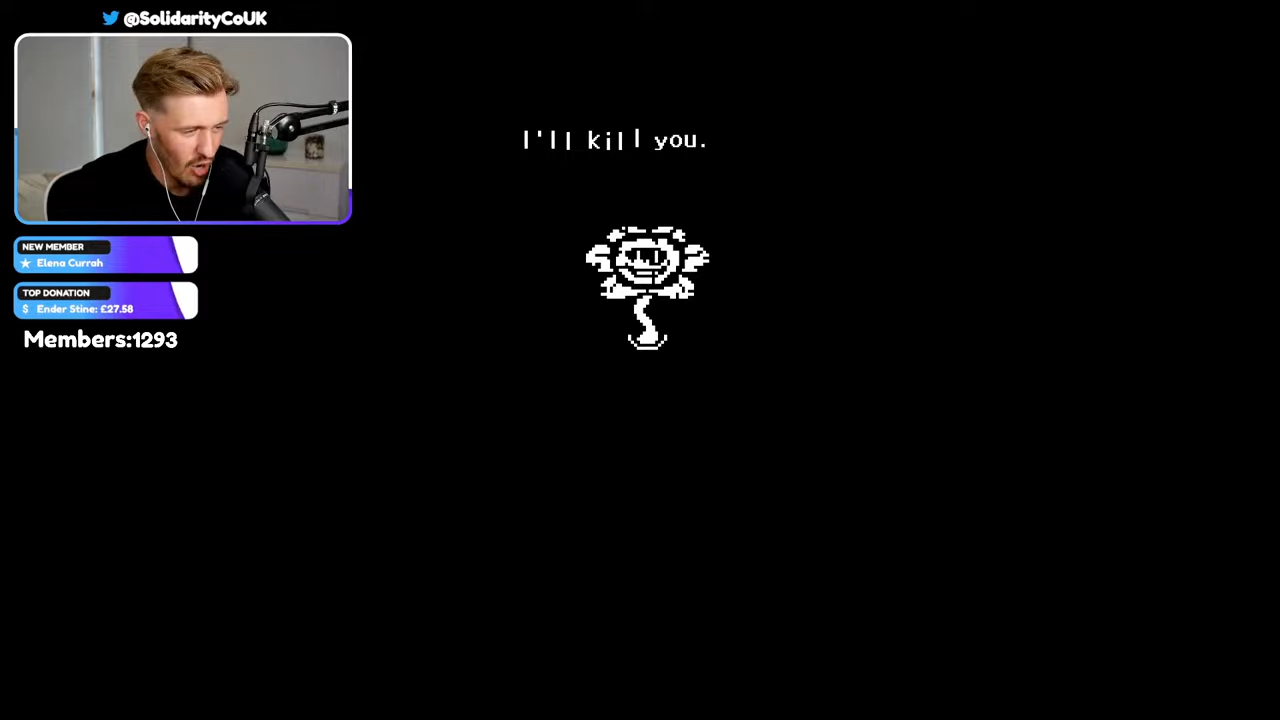 @SolidarityCoUK
I'll kill you.
NEW MEMBER
Elena Currah
TOP DONATION
$ Ender Stine: £27.58
Members:1293